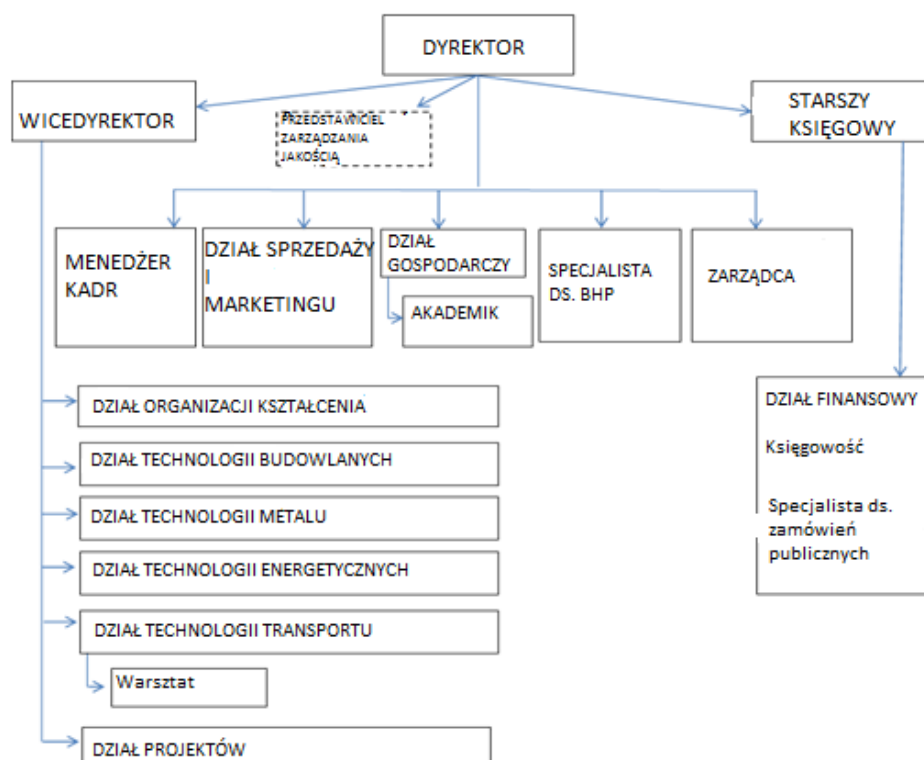 DYREKTOR
WICEDYREKTOR
PRZEDSTAWICIEL
ZARZĄDZANIA
JAKOŚCIĄ
STARSZY
KSIĘGOWY
MENEDŻER
KADR
DZIAŁ SPRZEDAŻY
I
MARKETINGU
DZIAŁ
GOSPODARCZY
AKADEMIK
SPECJALISTA
DS. BHP
ZARZĄDCA
DZIAŁ ORGANIZACJI KSZTAŁCENIA
DZIAŁ TECHNOLOGII BUDOWLANYCH
DZIAŁ TECHNOLOGII METALU
DZIAŁ TECHNOLOGII ENERGETYCZNYCH
DZIAŁ TECHNOLOGII TRANSPORTU
Warsztat
DZIAŁ PROJEKTÓW
DZIAŁ FINANSOWY
Księgowość
Specjalista ds.
zamówień
publicznych